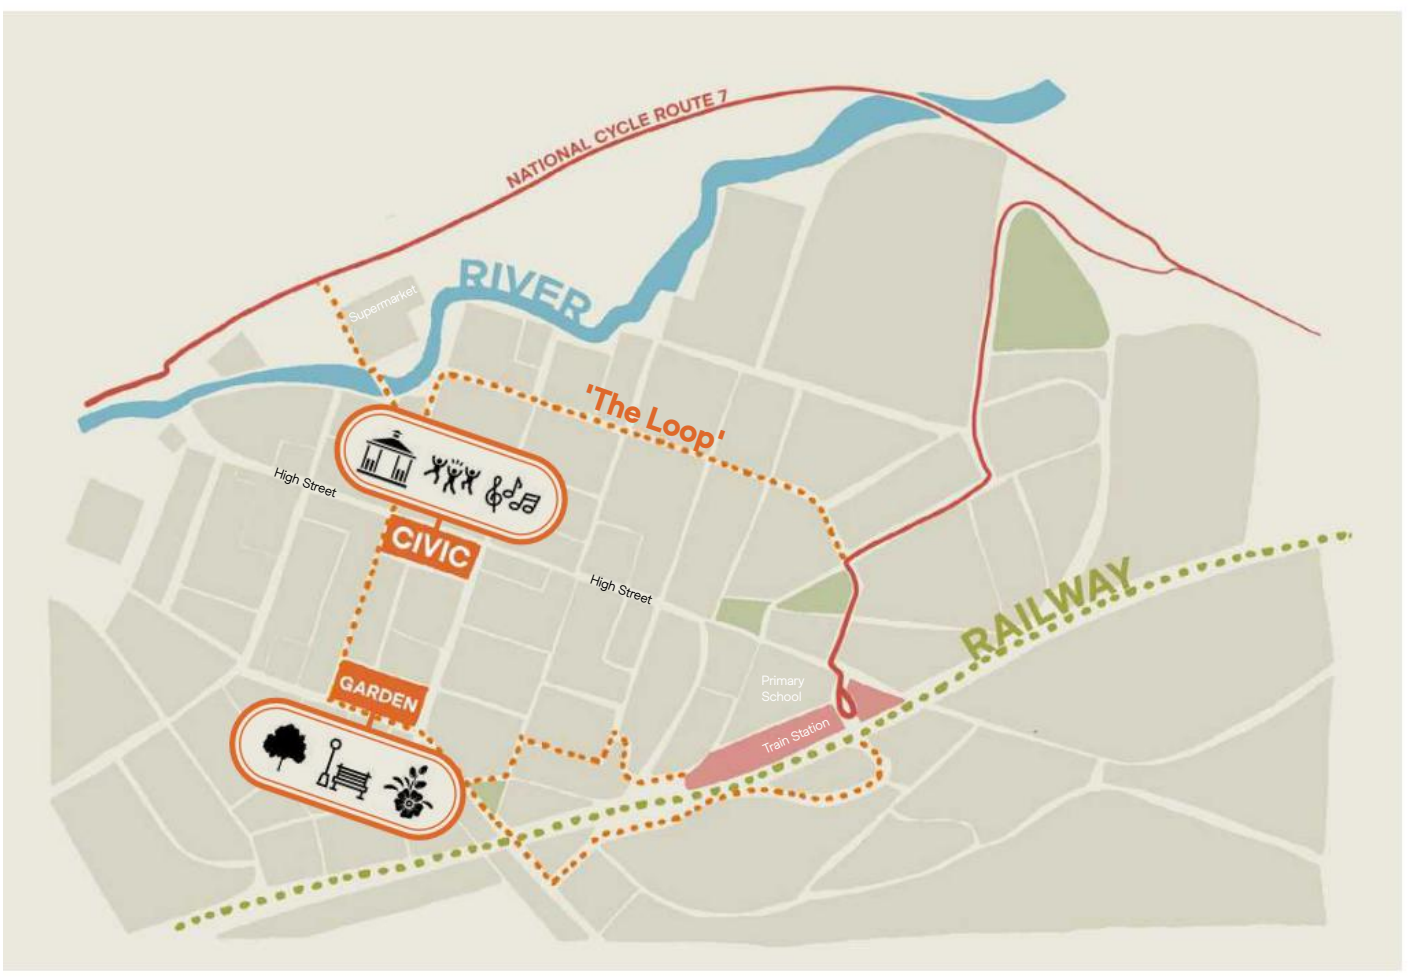 NATIONAL CYCLE ROUTE 7
RIVER
Supermarket
'The Loop'
High Street
CIVIC
High Street
RAILWAY
GARDEN
Primary
School
Train Station